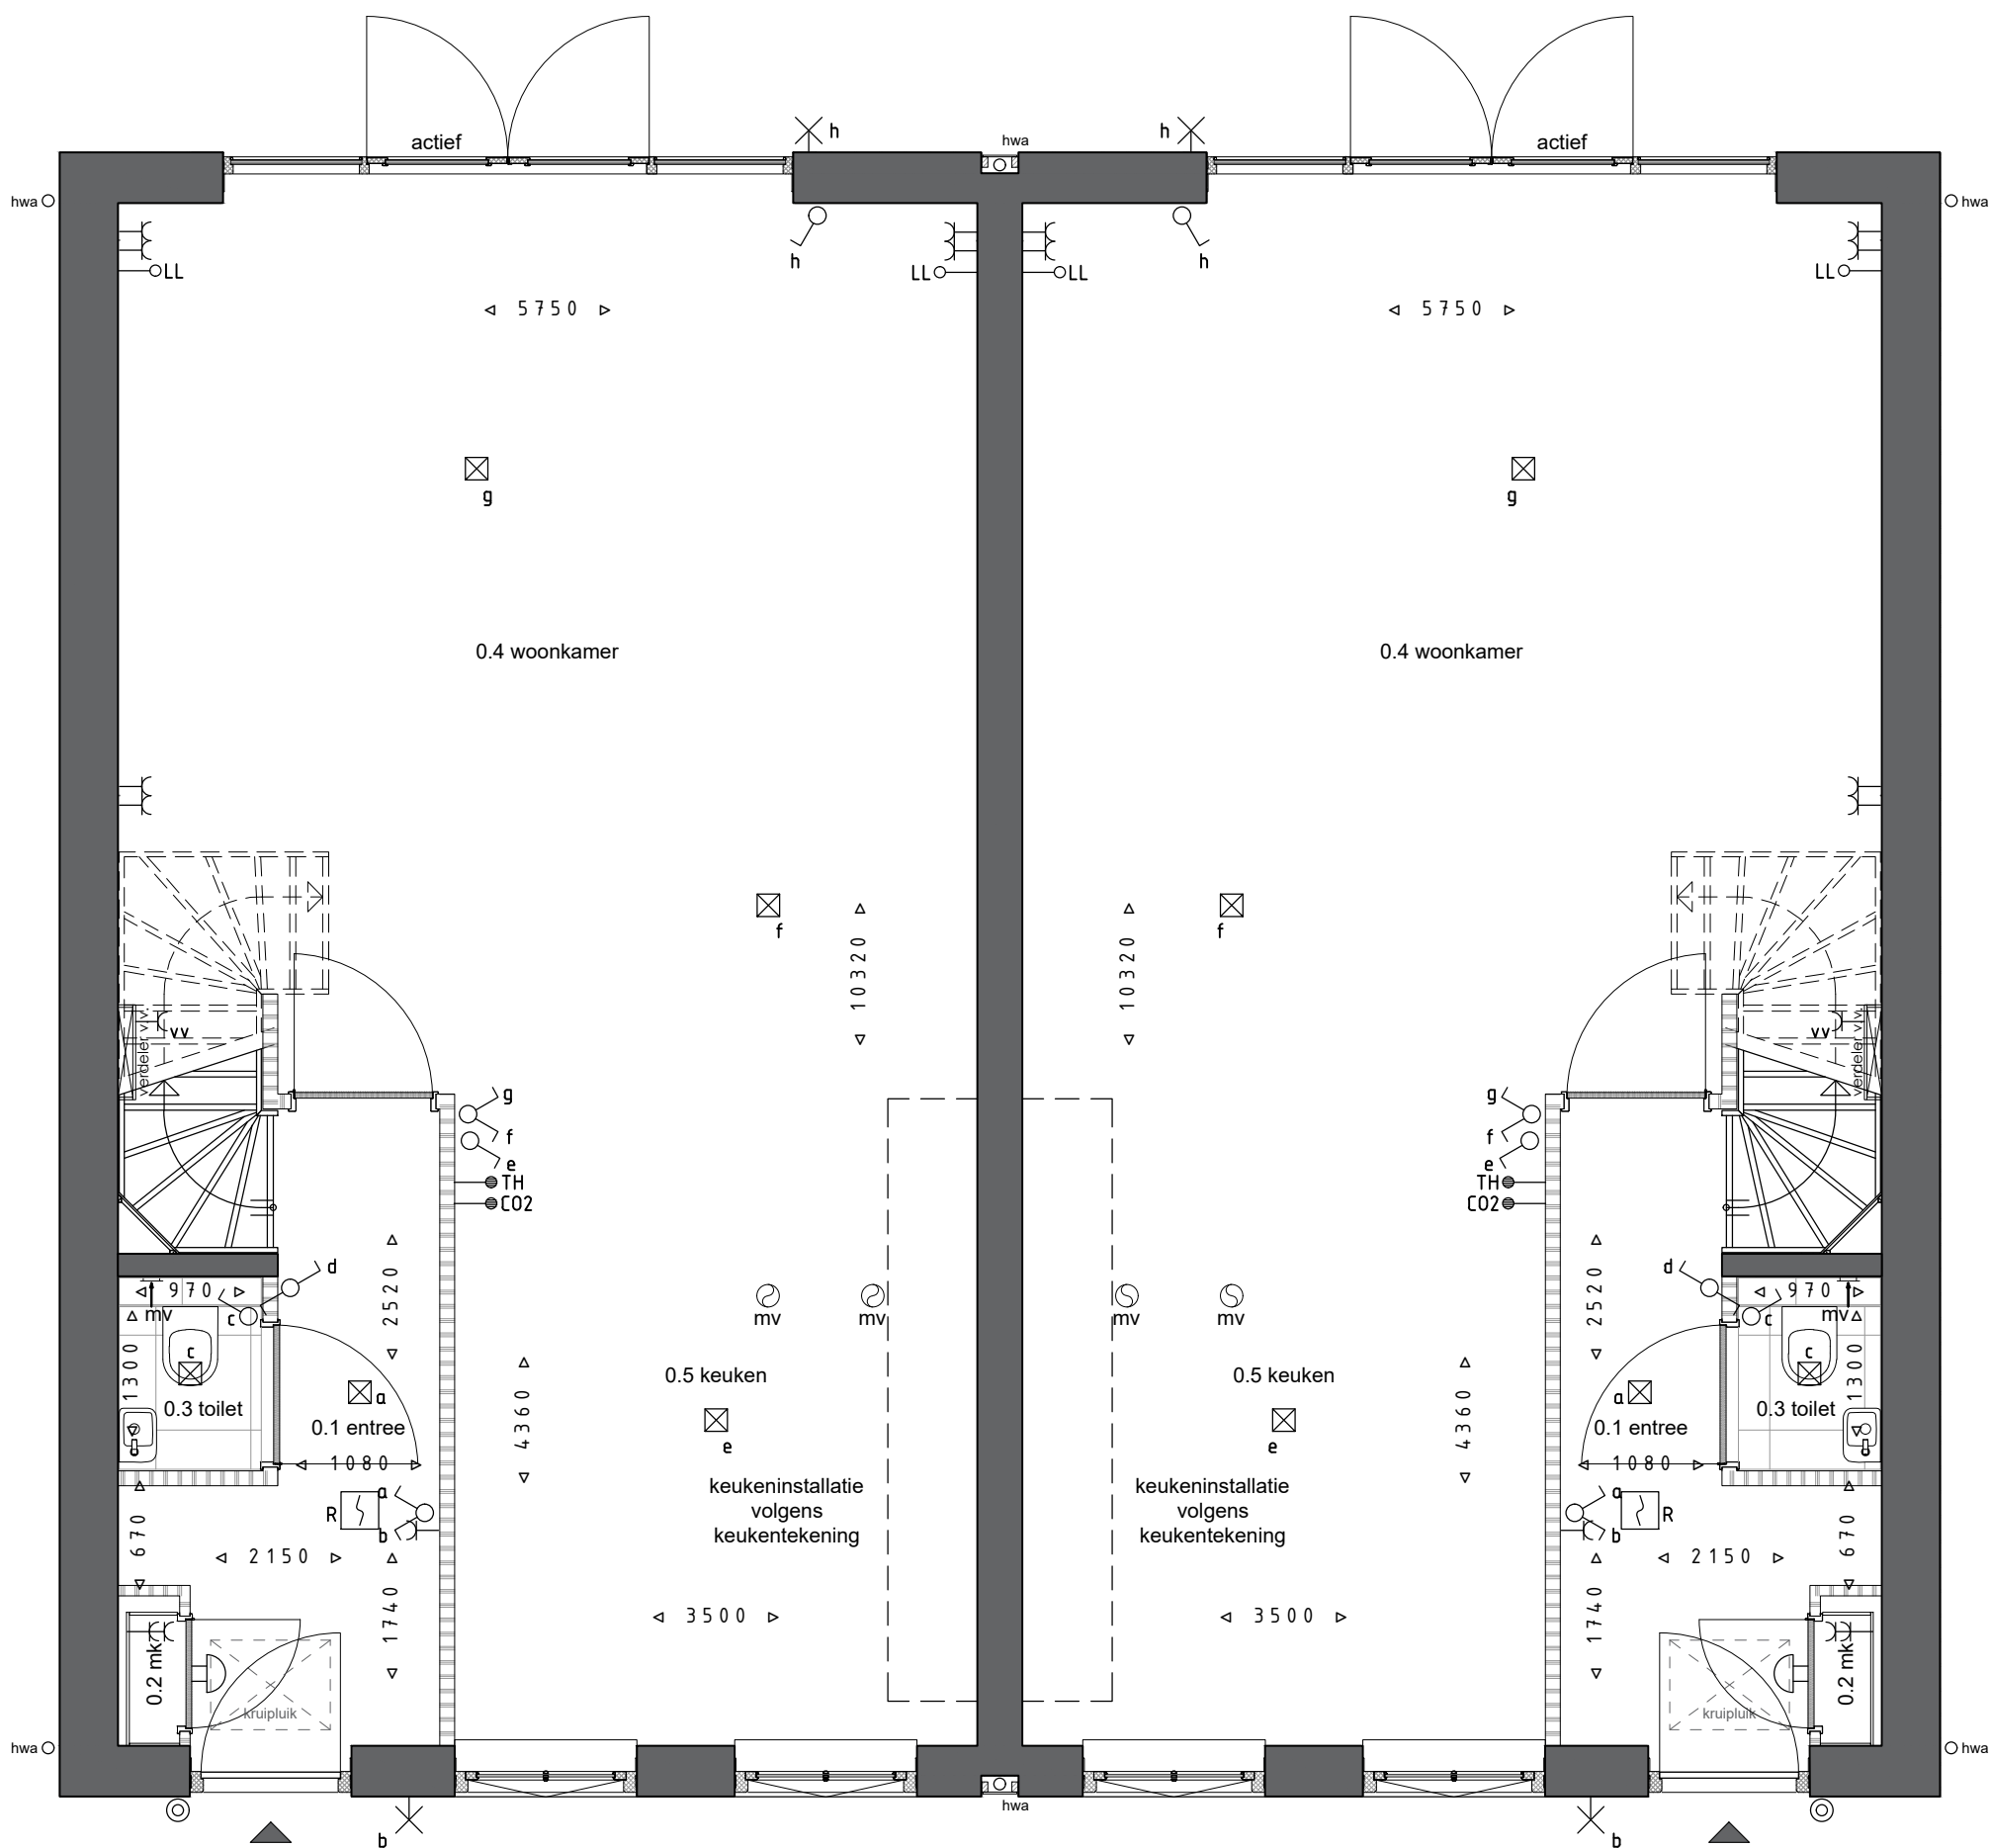 actief
h
hwa
h
actief
hwa
hwa
h
h
LL
LL
LL
LL
5750
5750
g
g
0.4 woonkamer
0.4 woonkamer
f
f
10320
10320
verdeler v.v.
vv
vv
verdeler v.v.
g
f
e
TH
CO2
g
f
e
TH
CO2
d
970
mv
c
2520
mv
mv
mv
mv
2520
d
970
mv
c
1300
c
0.3 toilet
a
0.1 entree
1080
4360
0.5 keuken
e
0.5 keuken
e
4360
a
0.1 entree
1080
c
0.3 toilet
1300
keukeninstallatie
volgens
keukentekening
keukeninstallatie
volgens
keukentekening
R
a
b
670
2150
a
b
R
670
2150
1740
3500
3500
1740
0.2 mk
kruipluik
kruipluik
0.2 mk
hwa
hwa
hwa
b
b